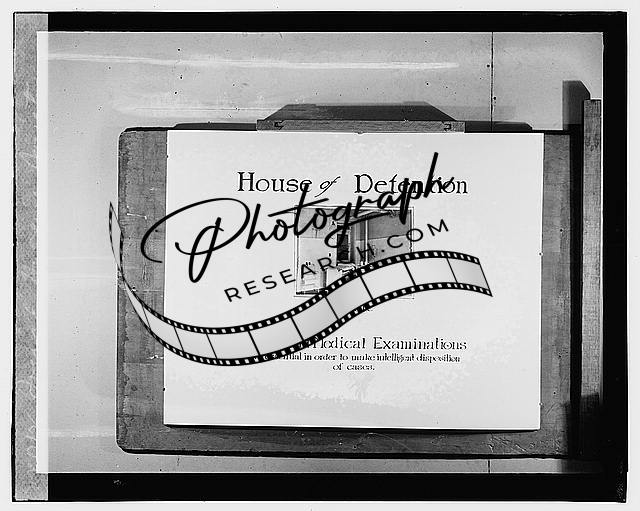 House of Detention
Photograph
RESEARCH.COM
Medical Examinations
in order to make intelligent disposition
of cases.